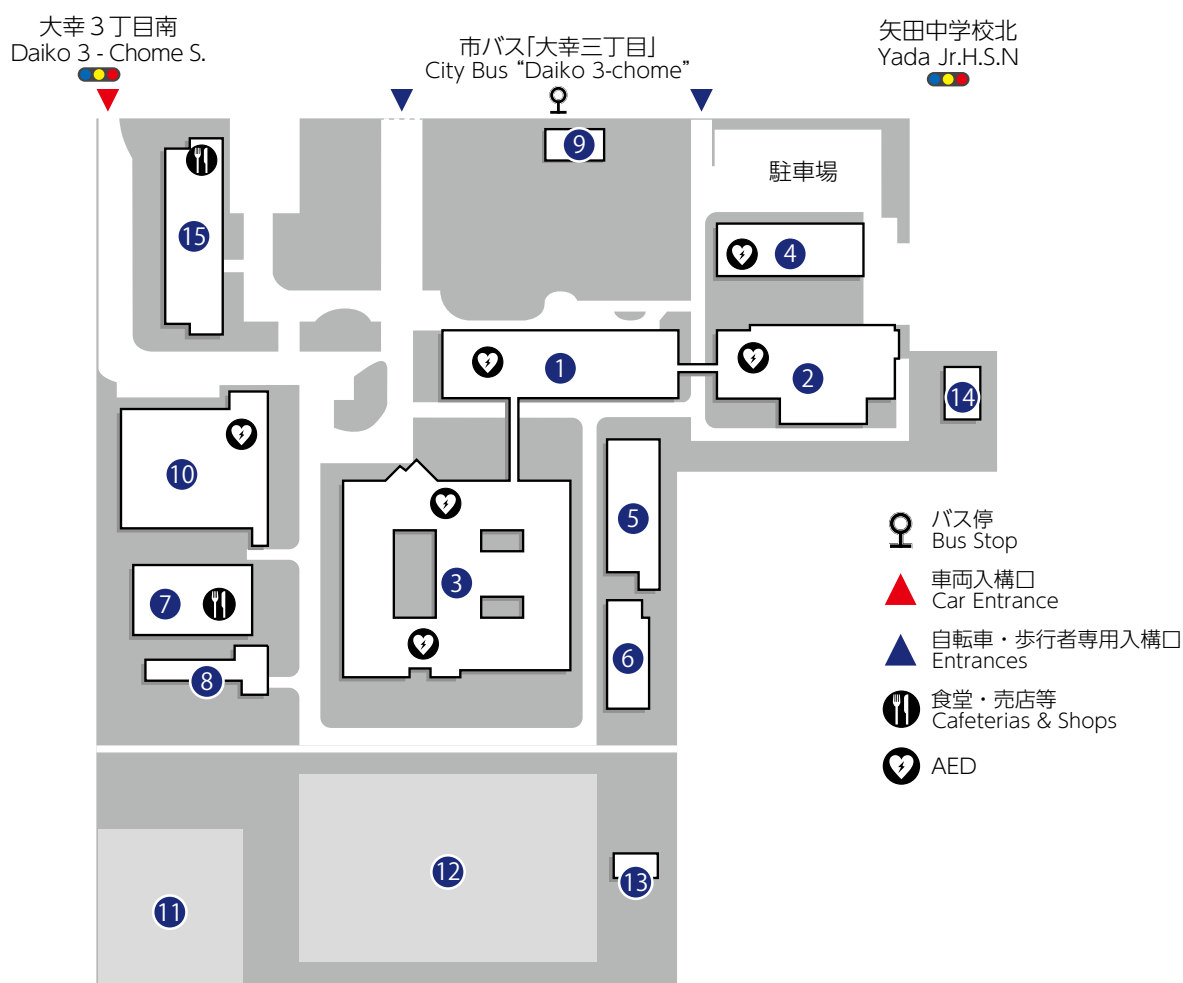 大幸３丁目南
Daiko 3 - Chome S.
市バス「大幸三丁目」
City Bus “Daiko 3-chome”
矢田中学校北
Yada Jr.H.S.N
9
駐車場
15
4
1
2
14
10
5
3
7
6
8
12
13
11
バス停
Bus Stop
車両入構口
Car Entrance
自転車・歩行者専用入構口
Entrances
食堂・売店等
Cafeterias & Shops
AED